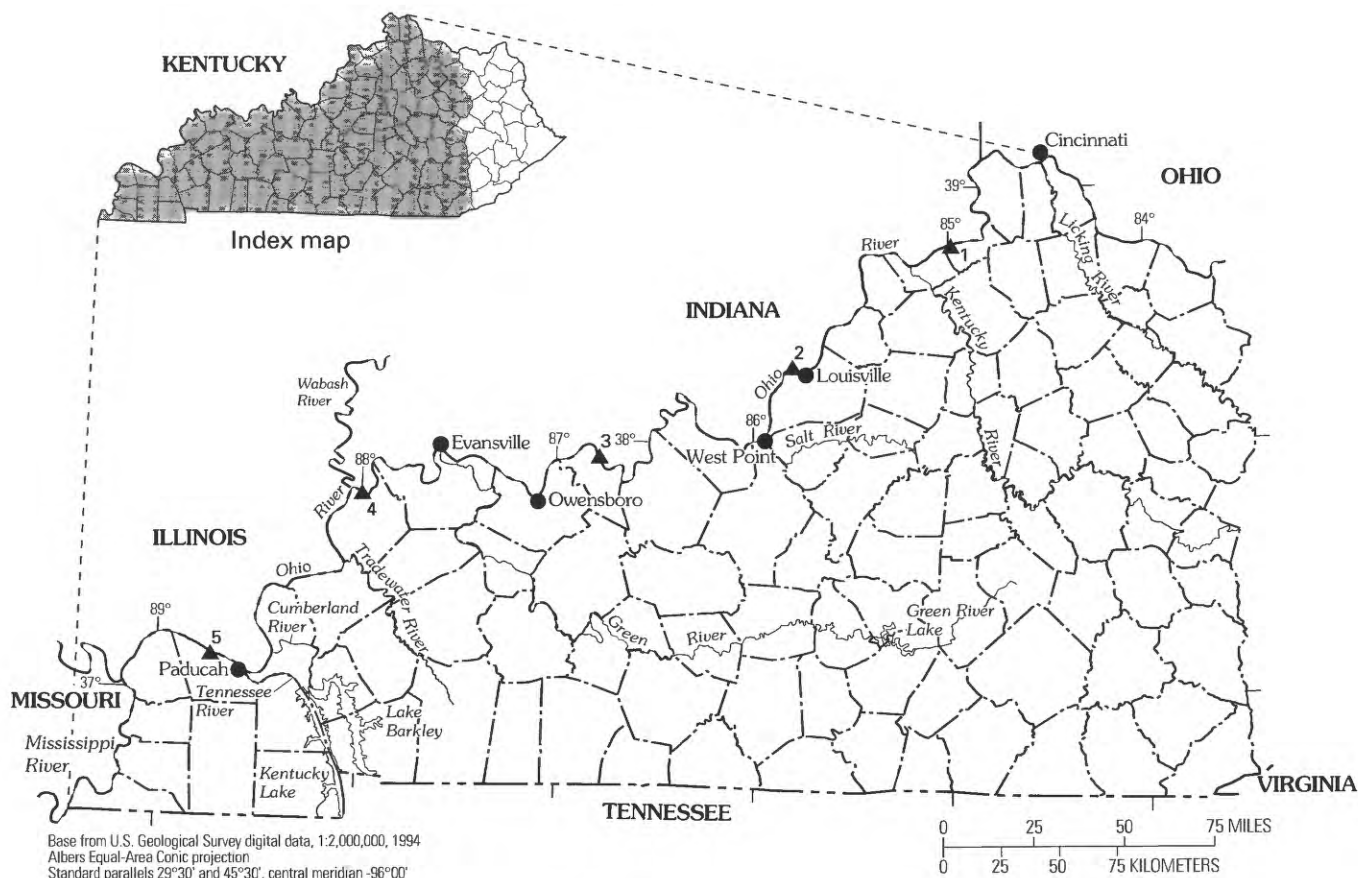 KENTUCKY
Index map
Cincinnati
OHIO
39°
85°
84°
1
River
Licking River
Kentucky
River
INDIANA
2
Ohio
Louisville
86°
Salt River
West Point
Wabash
River
Evansville
87°
3
38°
88°
River
4
Owensboro
ILLINOIS
Ohio
Tradewater River
Cumberland
River
89°
5
Paducah
37°
Tennessee
River
MISSOURI
Green
River
Green River
Lake
Lake
Barkley
Mississippi
River
Kentucky
Lake
TENNESSEE
VIRGINIA
0 25 50 75 MILES
0 25 50 75 KILOMETERS
Base from U.S. Geological Survey digital data, 1:2,000,000, 1994
Albers Equal-Area Conic projection
Standard parallels 29°30' and 45°30', central meridian -96°00'